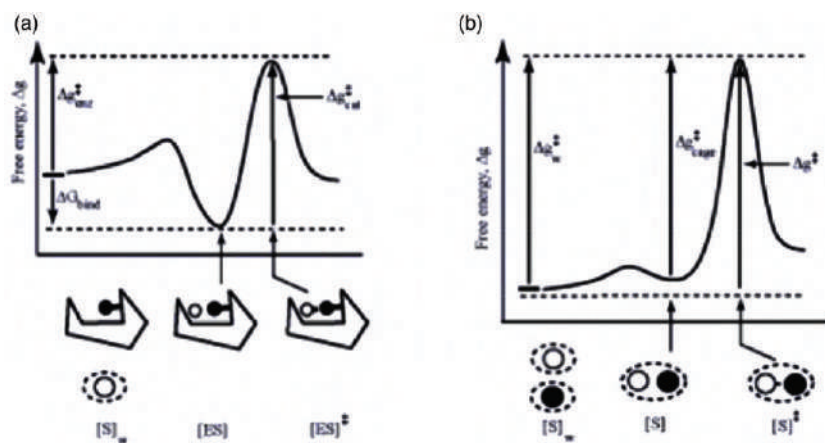 (a)
Free energy, Δg
Δg‡enz
ΔGbind
Δg‡cat
[S]w
[ES]
[ES]‡
(b)
Free energy, Δg
Δg‡w
Δg‡cage
Δg‡
[S]w
[S]
[S]‡